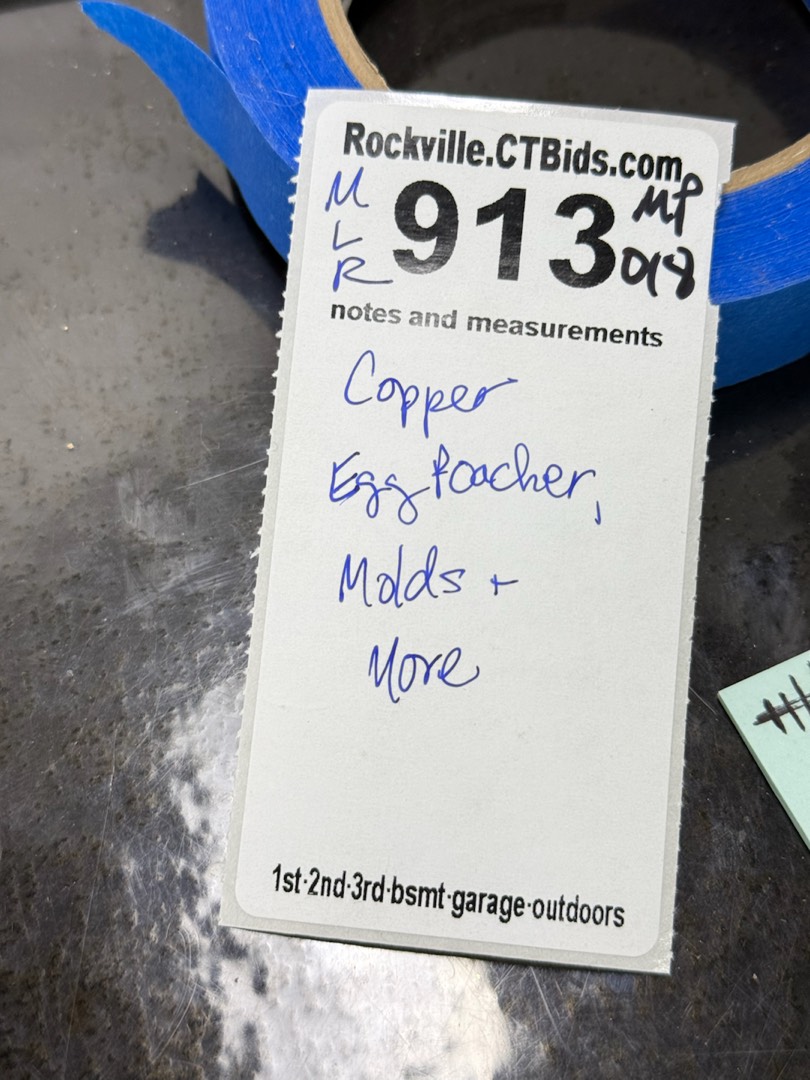 Rockville.CTBids.com
M
L
R
913
MP
018
notes and measurements
Copper
Egg Poacher,
Molds +
More
1st·2nd·3rd·bsmt·garage·outdoors